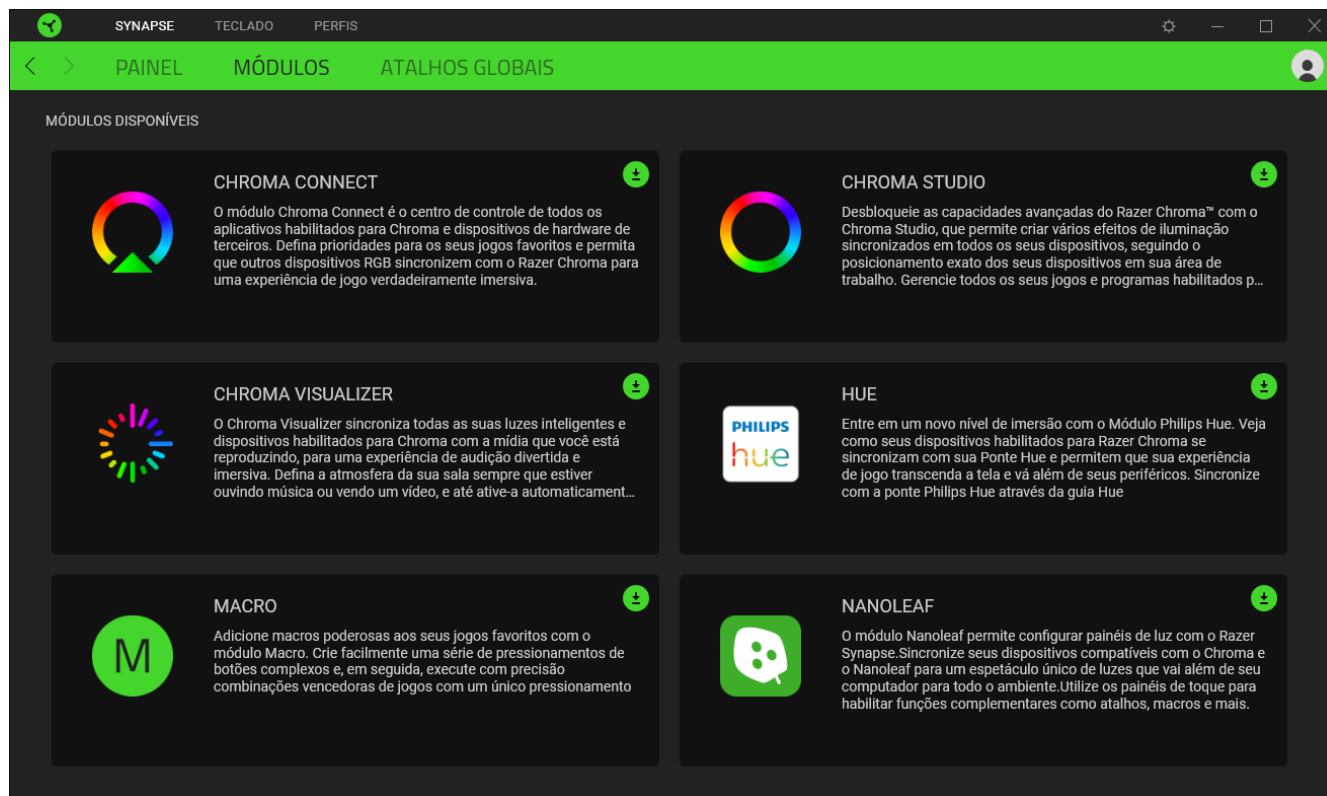 SYNAPSE TECLADO PERFIS
PAINEL MÓDULOS ATALHOS GLOBAIS
MÓDULOS DISPONÍVEIS
CHROMA CONNECT
O módulo Chroma Connect é o centro de controle de todos os
aplicativos habilitados para Chroma e dispositivos de hardware de
terceiros. Defina prioridades para os seus jogos favoritos e permita
que outros dispositivos RGB sincronizem com o Razer Chroma para
uma experiência de jogo verdadeiramente imersiva.
CHROMA STUDIO
Desbloqueie as capacidades avançadas do Razer Chroma™ com o
Chroma Studio, que permite criar vários efeitos de iluminação
sincronizados em todos os seus dispositivos, seguindo o
posicionamento exato dos seus dispositivos em sua área de
trabalho. Gerencie todos os seus jogos e programas habilitados p...
CHROMA VISUALIZER
O Chroma Visualizer sincroniza todas as suas luzes inteligentes e
dispositivos habilitados para Chroma com a mídia que você está
reproduzindo, para uma experiência de audição divertida e
imersiva. Defina a atmosfera da sua sala sempre que estiver
ouvindo música ou vendo um vídeo, e até ative-a automaticament...
PHILIPS
hue
HUE
Entre em um novo nível de imersão com o Módulo Philips Hue. Veja
como seus dispositivos habilitados para Razer Chroma se
sincronizam com sua Ponte Hue e permitem que sua experiência
de jogo transcenda a tela e vá além de seus periféricos. Sincronize
com a ponte Philips Hue através da guia Hue
M
MACRO
Adicione macros poderosas aos seus jogos favoritos com o
módulo Macro. Crie facilmente uma série de pressionamentos de
botões complexos e, em seguida, execute com precisão
combinações vencedoras de jogos com um único pressionamento
NANOLEAF
O módulo Nanoleaf permite configurar painéis de luz com o Razer
Synapse.Sincronize seus dispositivos compatíveis com o Chroma e
o Nanoleaf para um espetáculo único de luzes que vai além de seu
computador para todo o ambiente.Utilize os painéis de toque para
habilitar funções complementares como atalhos, macros e mais.